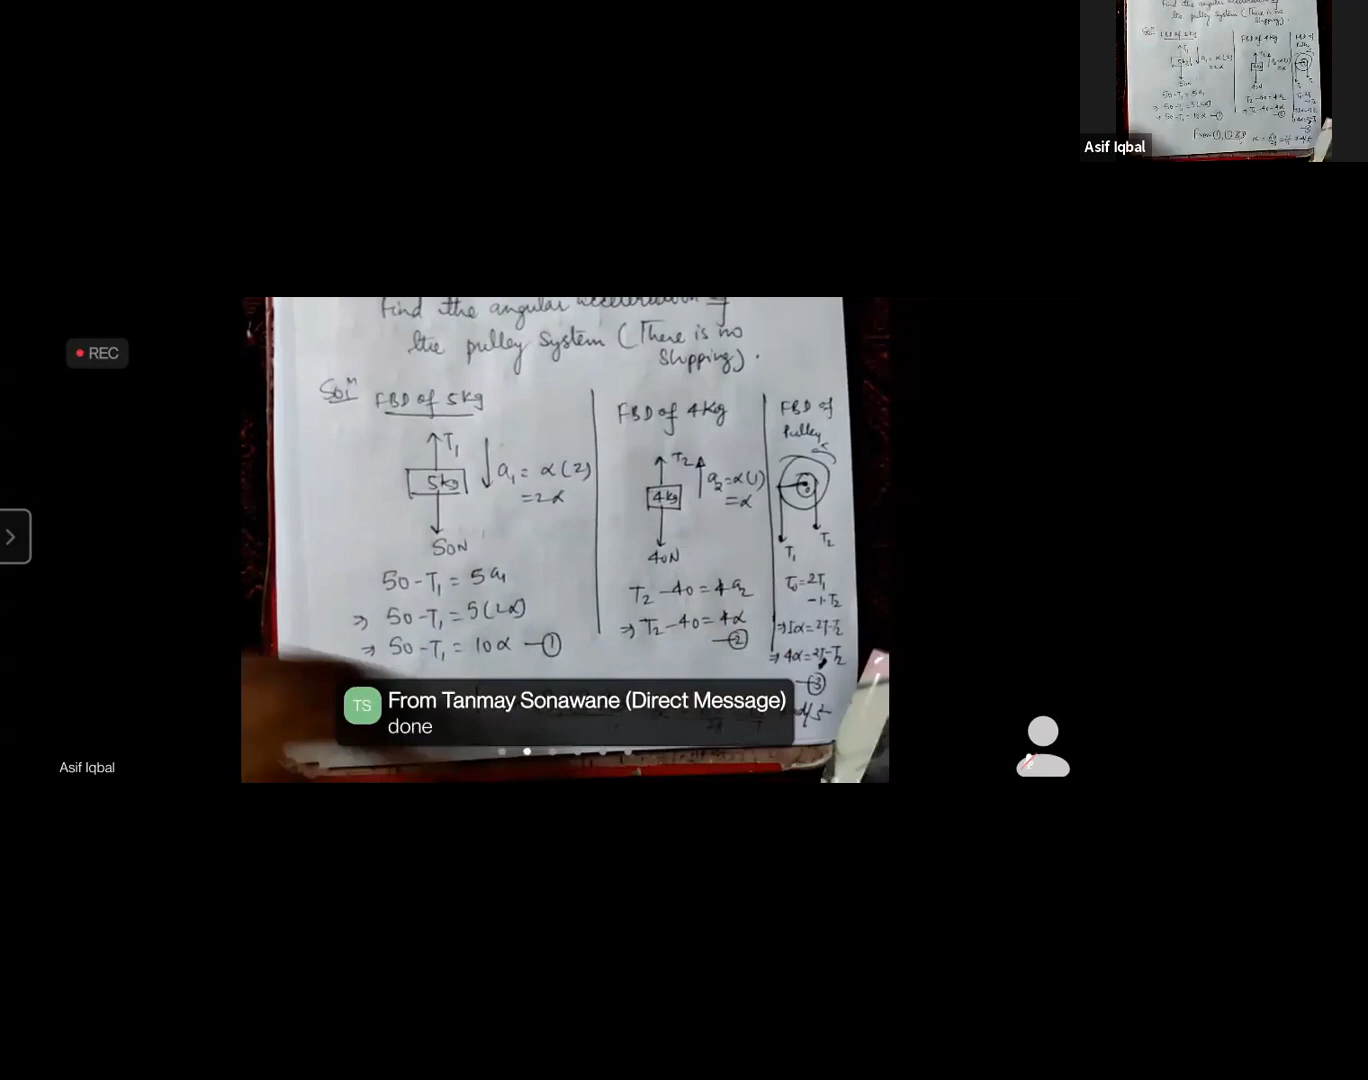 Asif Iqbal
REC
Find the angular acceleration of
the pulley system (There is no
slipping).
Solⁿ
FBD of 5kg
T₁
5kg
a₁ = α(2)
= 2α
50N
50 - T₁ = 5a₁
⇒ 50 - T₁ = 5(2α)
⇒ 50 - T₁ = 10α —①
FBD of 4kg
T₂
4kg
a₂ = α(1)
= α
40N
T₂ - 40 = 4a₂
⇒ T₂ - 40 = 4α
—②
FBD of
Pulley
α
T₁
T₂
τ₀ = 2T₁
- 1·T₂
⇒ Iα = 2T₁-T₂
⇒ 4α = 2T₁-T₂
—③
TS
From Tanmay Sonawane (Direct Message)
done
Asif Iqbal